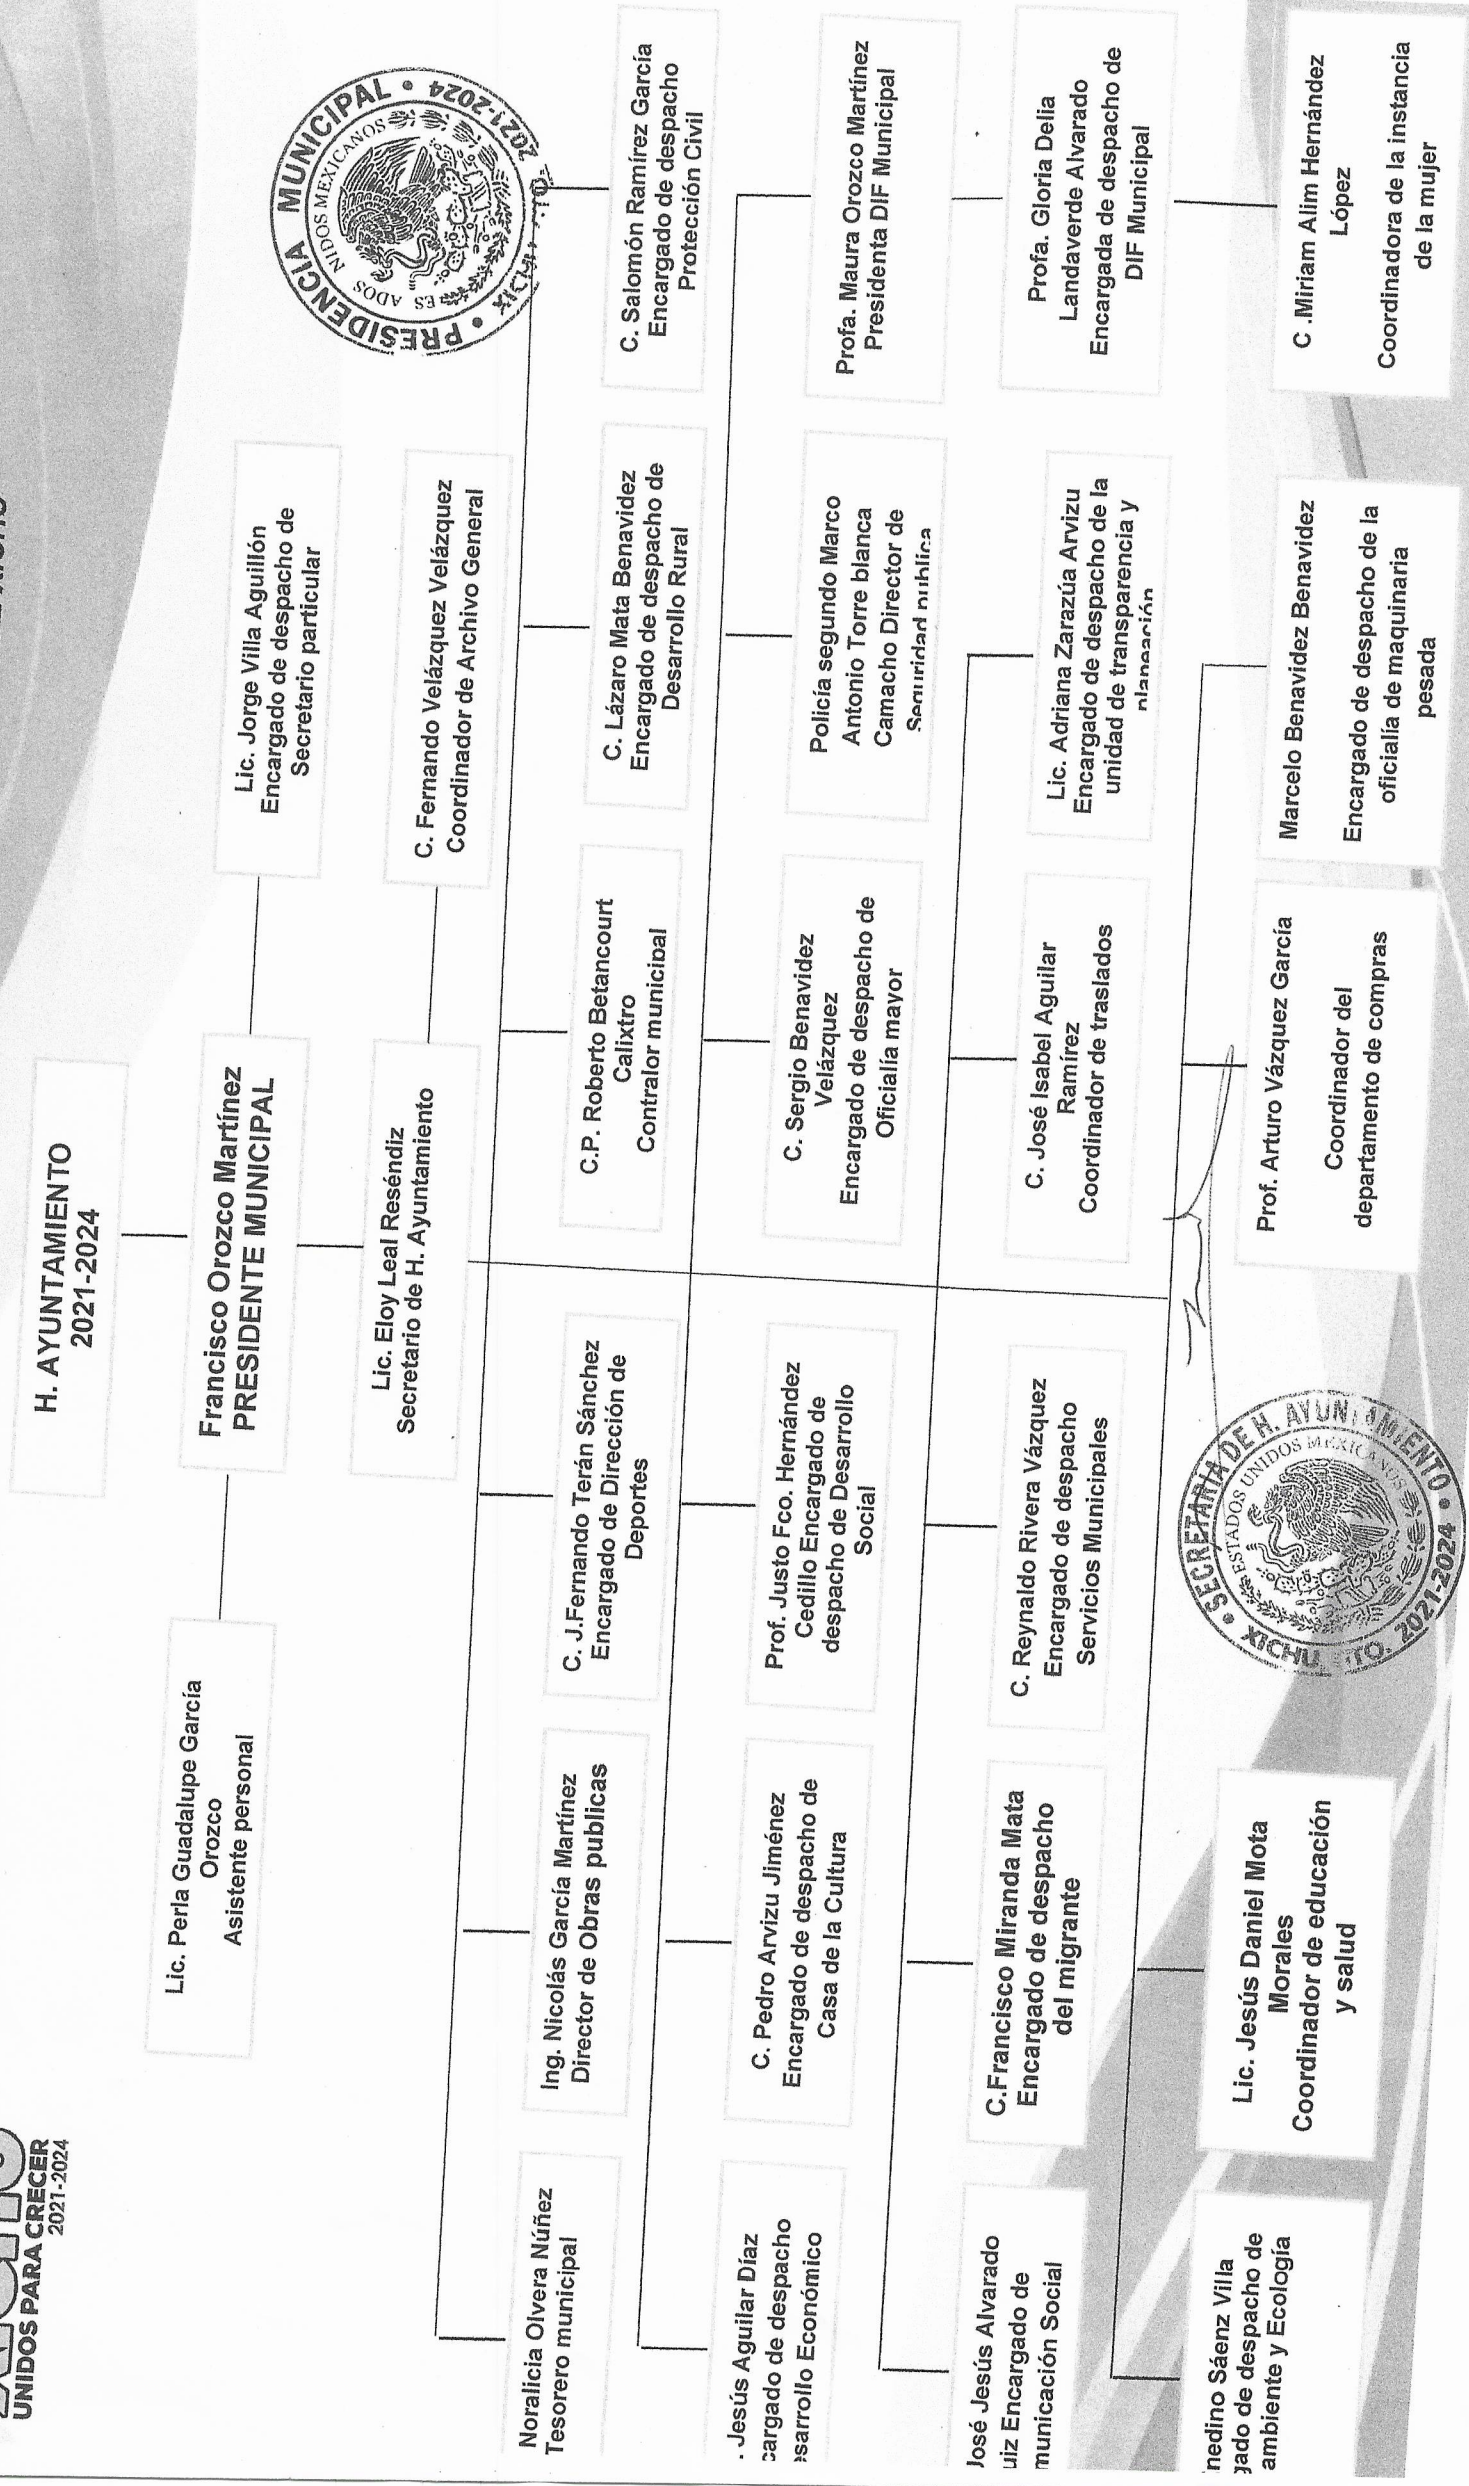 UNIDOS PARA CRECER
2021-2024
H. AYUNTAMIENTO
2021-2024
Francisco Orozco Martínez
PRESIDENTE MUNICIPAL
Lic. Perla Guadalupe García
Orozco
Asistente personal
Lic. Jorge Villa Aguillón
Encargado de despacho de
Secretario particular
Lic. Eloy Leal Reséndiz
Secretario de H. Ayuntamiento
C. Fernando Velázquez Velázquez
Coordinador de Archivo General
PRESIDENCIA MUNICIPAL • 2021-2024
NIDOS MEXICANOS
Noralicia Olvera Núñez
Tesorero municipal
Ing. Nicolás García Martínez
Director de Obras publicas
C. J.Fernando Terán Sánchez
Encargado de Dirección de
Deportes
C.P. Roberto Betancourt
Calixtro
Contralor municipal
C. Lázaro Mata Benavidez
Encargado de despacho de
Desarrollo Rural
C. Salomón Ramírez García
Encargado de despacho
Protección Civil
. Jesús Aguilar Díaz
cargado de despacho
esarrollo Económico
C. Pedro Arvizu Jiménez
Encargado de despacho de
Casa de la Cultura
Prof. Justo Fco. Hernández
Cedillo Encargado de
despacho de Desarrollo
Social
C. Sergio Benavidez
Velázquez
Encargado de despacho de
Oficialía mayor
Policía segundo Marco
Antonio Torre blanca
Camacho Director de
Seguridad publica
Profa. Maura Orozco Martínez
Presidenta DIF Municipal
José Jesús Alvarado
uiz Encargado de
municación Social
C.Francisco Miranda Mata
Encargado de despacho
del migrante
C. Reynaldo Rivera Vázquez
Encargado de despacho
Servicios Municipales
C. José Isabel Aguilar
Ramírez
Coordinador de traslados
Lic. Adriana Zarazúa Arvizu
Encargado de despacho de la
unidad de transparencia y
planeación
Profa. Gloria Delia
Landaverde Alvarado
Encargada de despacho de
DIF Municipal
nedino Sáenz Villa
gado de despacho de
ambiente y Ecología
Lic. Jesús Daniel Mota
Morales
Coordinador de educación
y salud
• SECRETARIA DE H. AYUNTAMIENTO •
ESTADOS UNIDOS MEXICANOS
XICHU, GTO. 2021-2024
Prof. Arturo Vázquez García
Coordinador del
departamento de compras
Marcelo Benavidez Benavidez
Encargado de despacho de la
oficialía de maquinaria
pesada
C .Miriam Alim Hernández
López
Coordinadora de la instancia
de la mujer